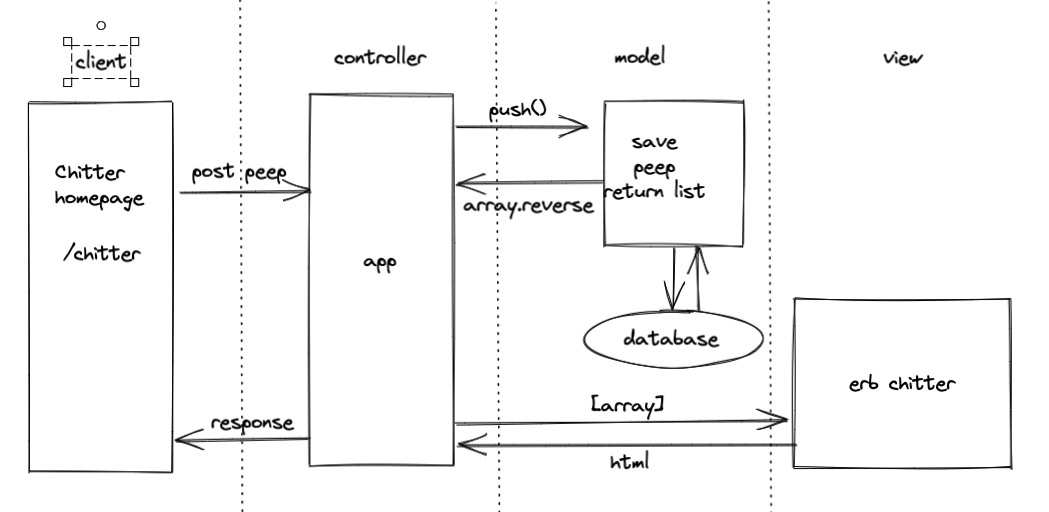 client
controller
model
view
Chitter
homepage
/chitter
post peep
app
push()
array.reverse
save
peep
return list
database
[array]
html
response
erb chitter